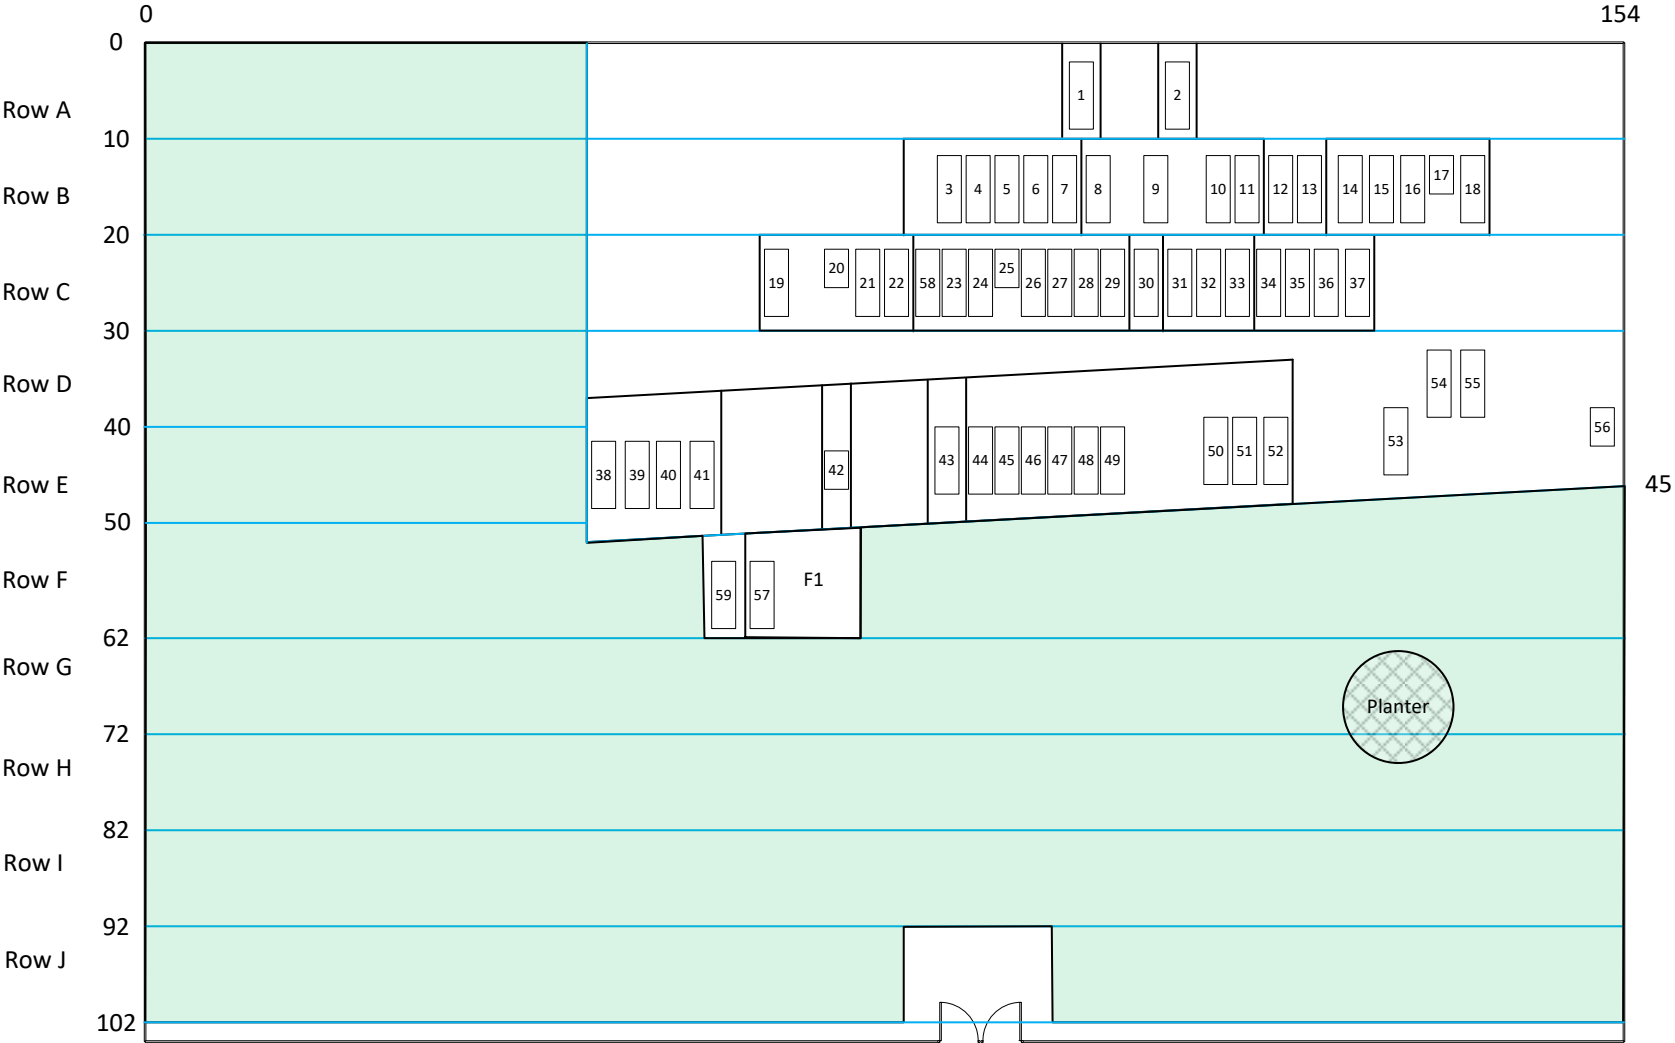 0 154
0
Row A
1 2
10
Row B
3 4 5 6 7 8 9 10 11 12 13 14 15 16 17 18
20
Row C
19 20 21 22 58 23 24 25 26 27 28 29 30 31 32 33 34 35 36 37
30
Row D
54 55
40
53 56
Row E
38 39 40 41 42 43 44 45 46 47 48 49 50 51 52
45
50
Row F
59 57 F1
62
Row G
Planter
72
Row H
82
Row I
92
Row J
102